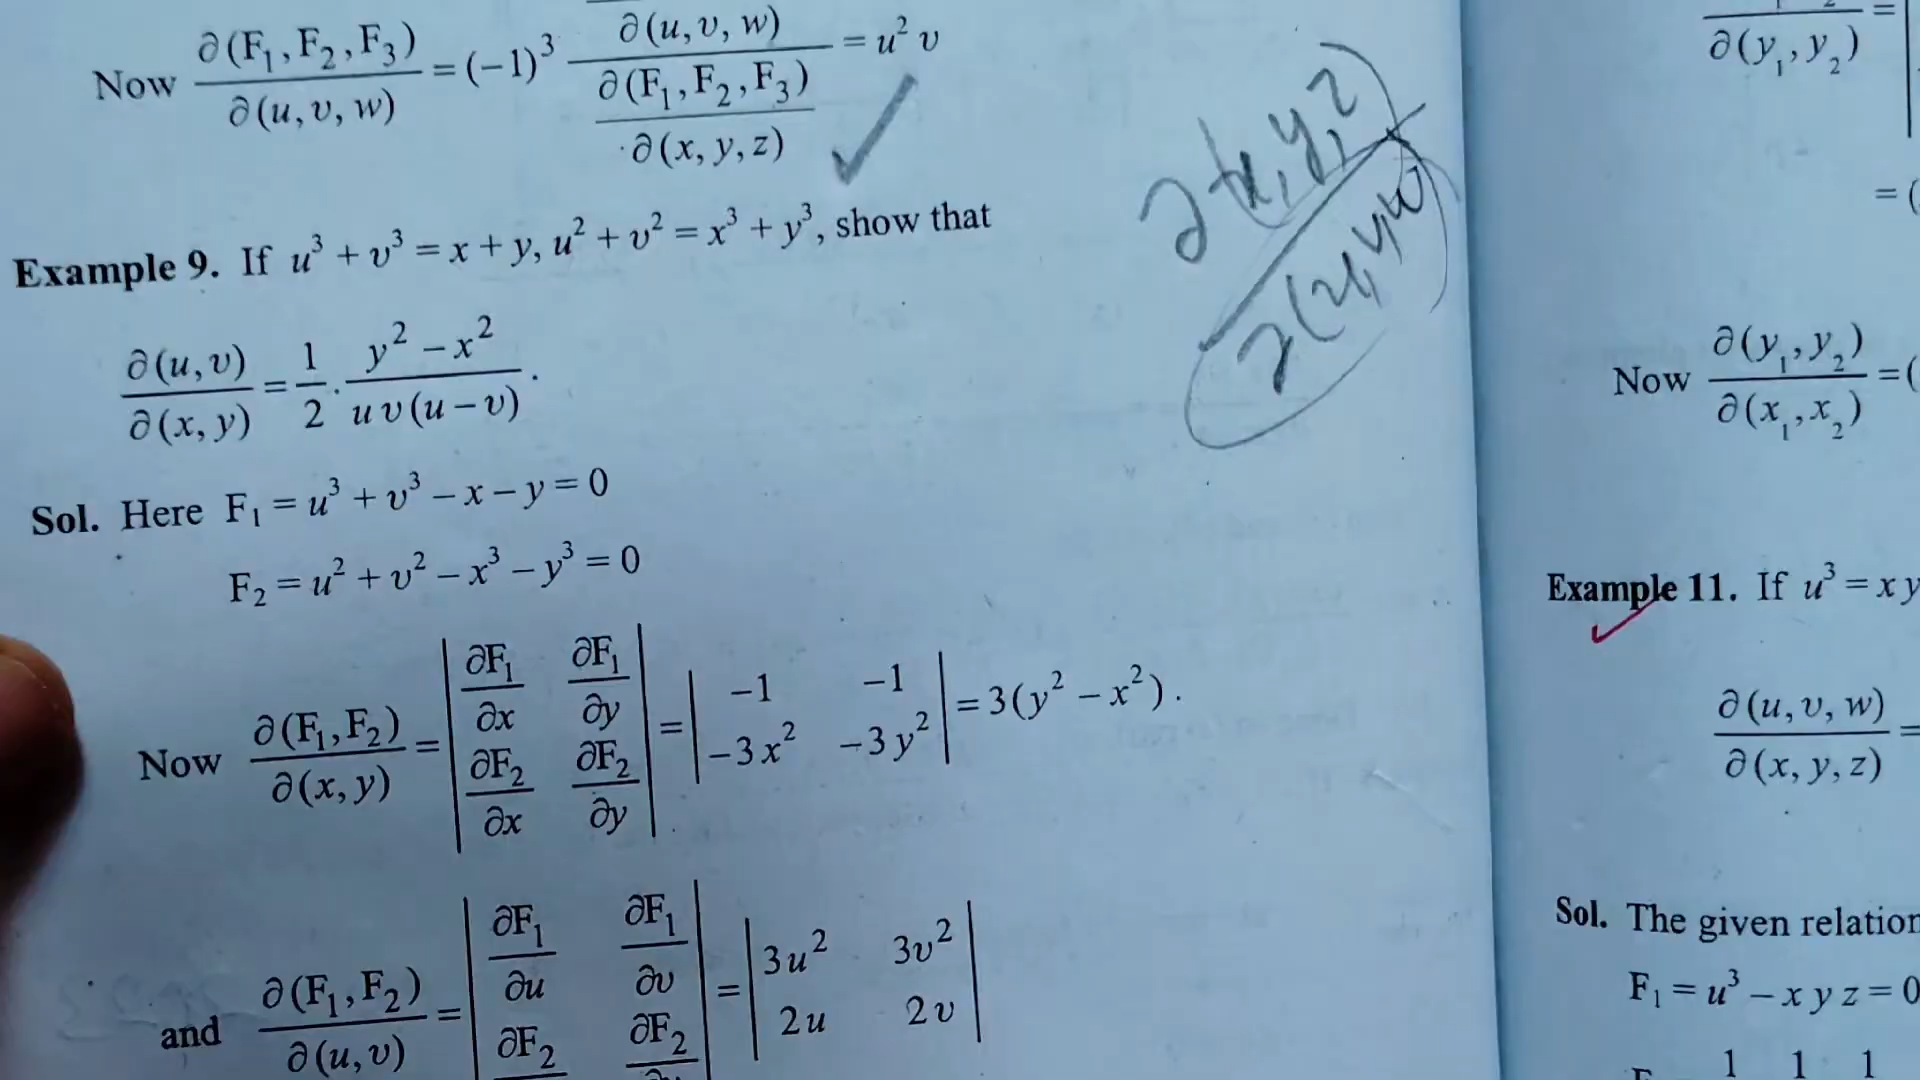 Now ∂(F₁, F₂, F₃) / ∂(u, v, w) = (−1)³ ∂(u, v, w) / (∂(F₁, F₂, F₃) / ∂(x, y, z)) = u² v
Example 9. If u³ + v³ = x + y, u² + v² = x³ + y³, show that
∂(u, v) / ∂(x, y) = 1/2 · (y² − x²) / (u v (u − v)) .
Sol. Here F₁ = u³ + v³ − x − y = 0
F₂ = u² + v² − x³ − y³ = 0
Now ∂(F₁, F₂) / ∂(x, y) = | ∂F₁/∂x ∂F₁/∂y ; ∂F₂/∂x ∂F₂/∂y | = | −1 −1 ; −3x² −3y² | = 3(y² − x²).
and ∂(F₁, F₂) / ∂(u, v) = | ∂F₁/∂u ∂F₁/∂v ; ∂F₂ ∂F₂ | = | 3u² 3v² ; 2u 2v |
∂(y₁, y₂) =
= (
Now ∂(y₁, y₂) / ∂(x₁, x₂) = (
Example 11. If u³ = x y
∂(u, v, w) / ∂(x, y, z) =
Sol. The given relation
F₁ = u³ − x y z = 0
1 1 1